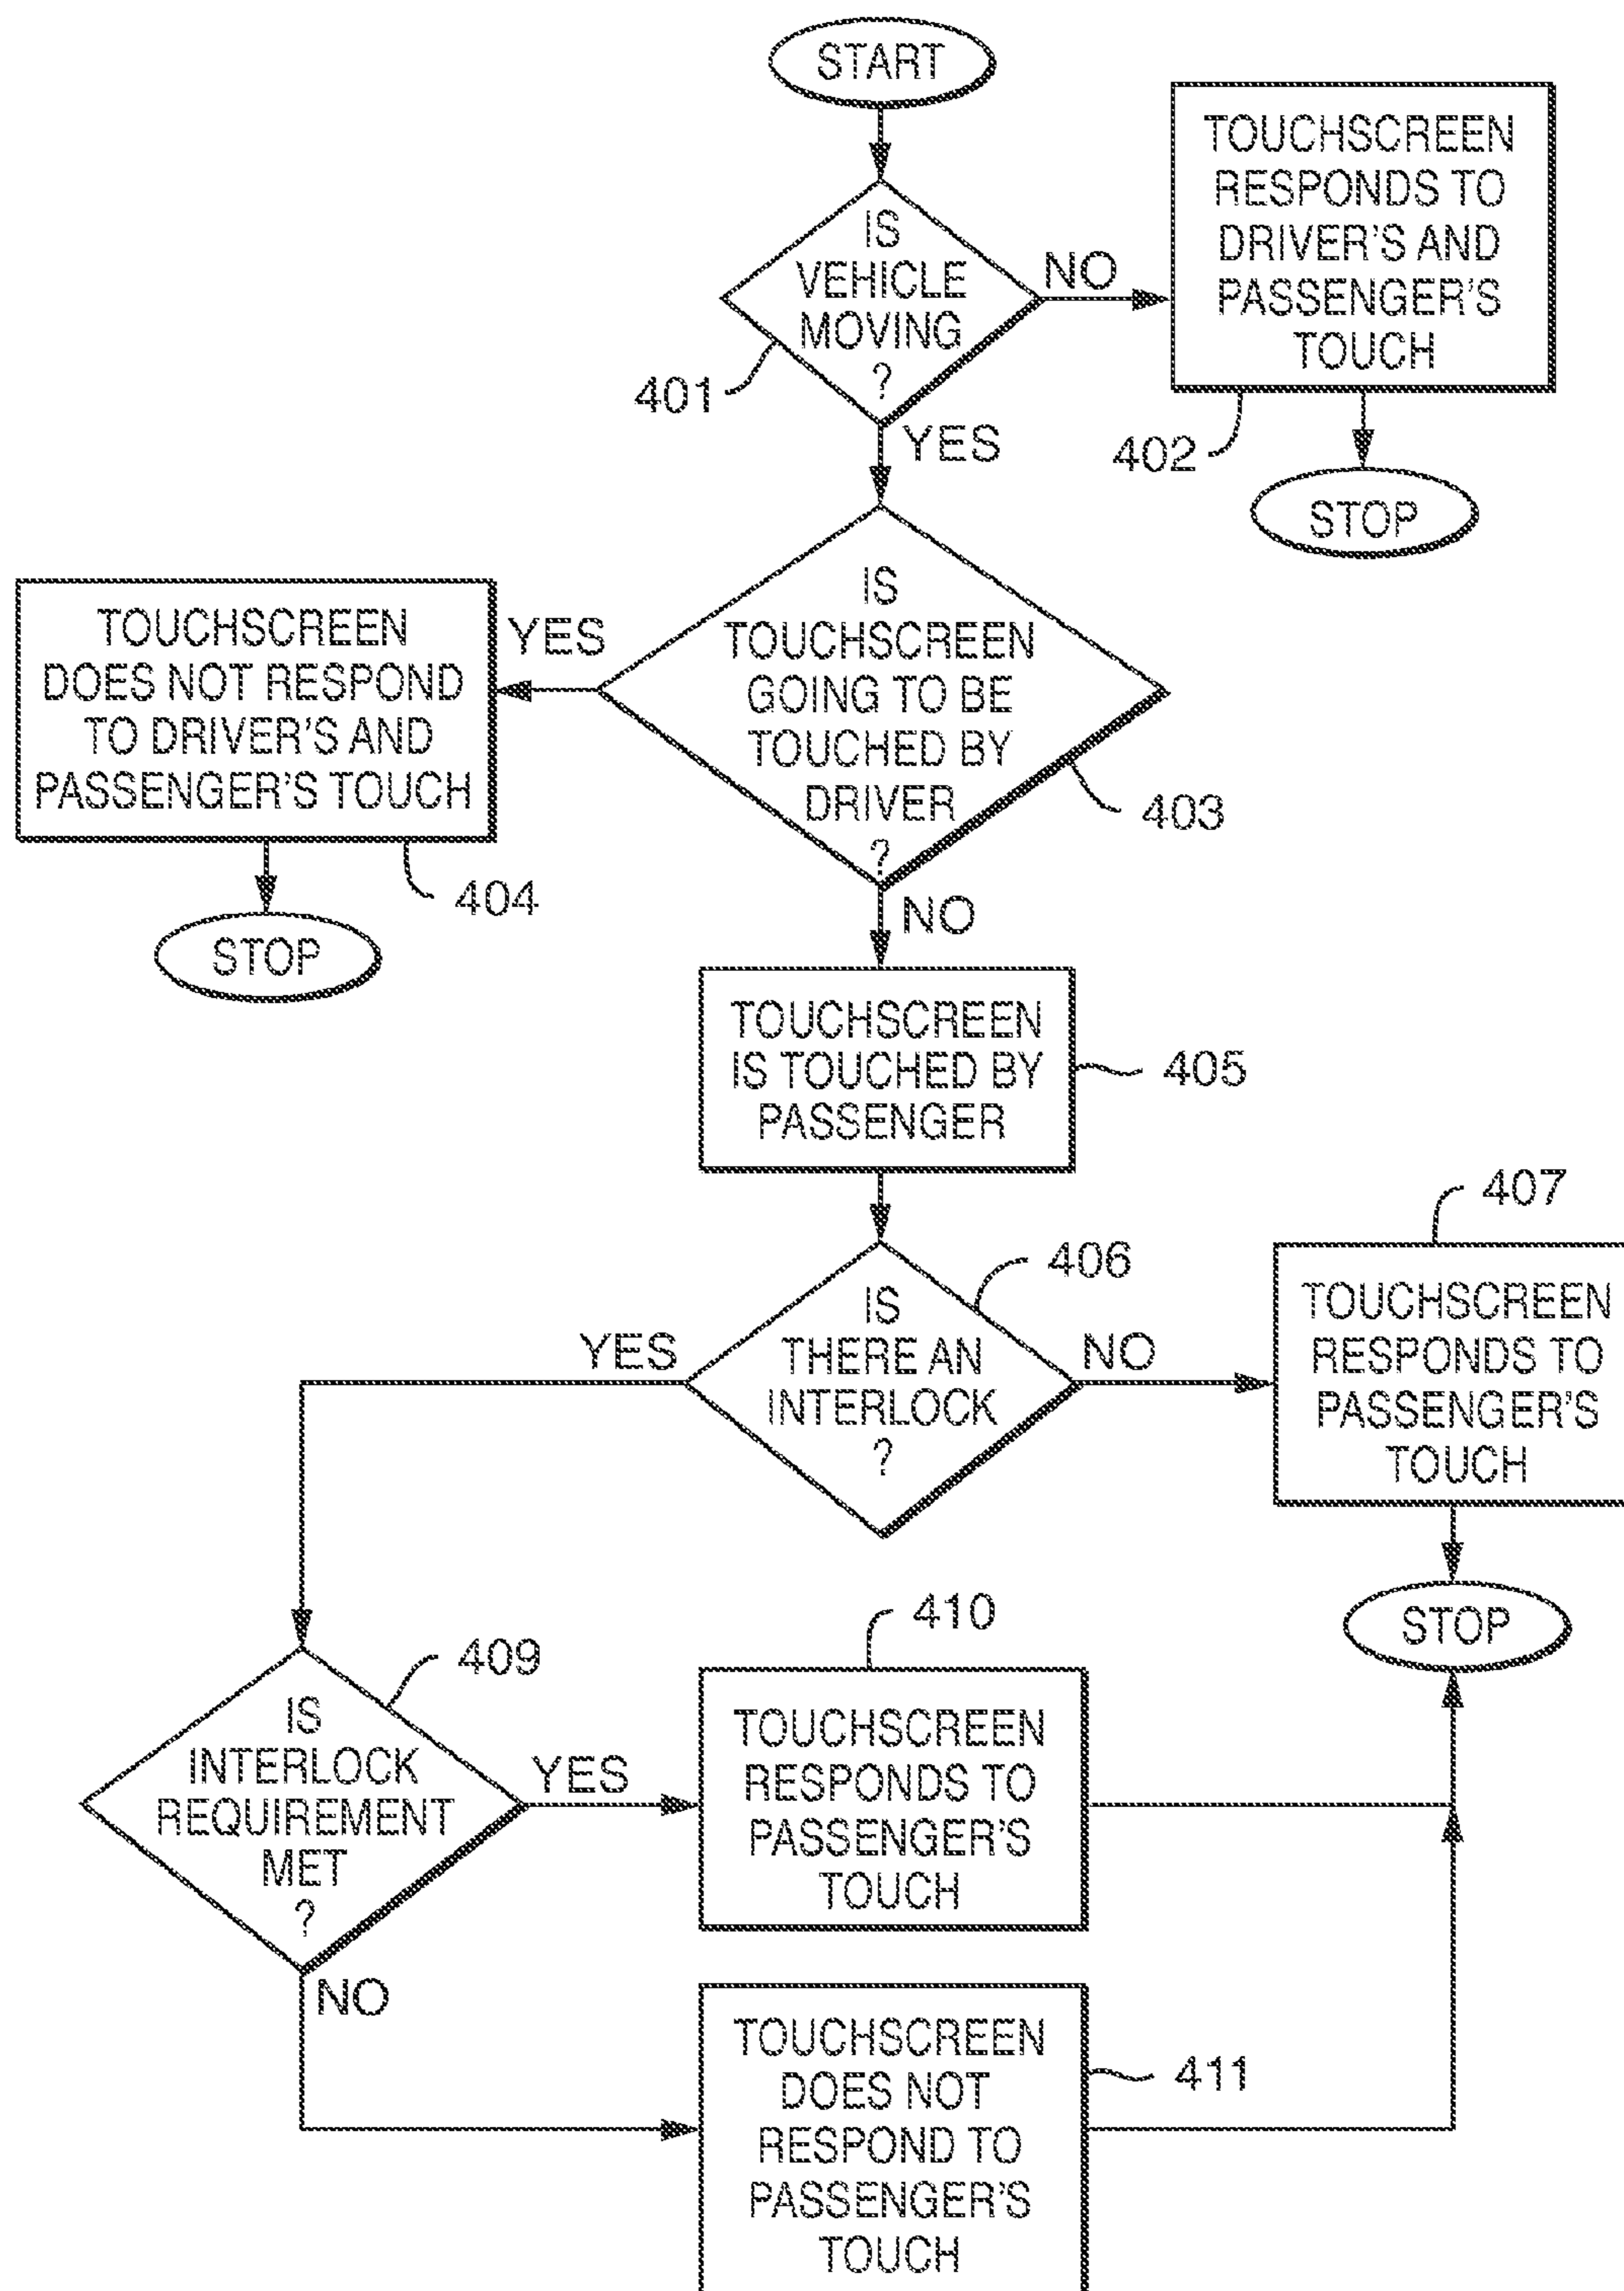 START
IS
VEHICLE
MOVING
?
401
NO
YES
TOUCHSCREEN
RESPONDS TO
DRIVER'S AND
PASSENGER'S
TOUCH
402
STOP
IS
TOUCHSCREEN
GOING TO BE
TOUCHED BY
DRIVER
?
403
YES
NO
TOUCHSCREEN
DOES NOT RESPOND
TO DRIVER'S AND
PASSENGER'S TOUCH
404
STOP
TOUCHSCREEN
IS TOUCHED BY
PASSENGER
405
IS
THERE AN
INTERLOCK
?
406
YES
NO
407
TOUCHSCREEN
RESPONDS TO
PASSENGER'S
TOUCH
STOP
IS
INTERLOCK
REQUIREMENT
MET
?
409
YES
NO
410
TOUCHSCREEN
RESPONDS TO
PASSENGER'S
TOUCH
TOUCHSCREEN
DOES NOT
RESPOND TO
PASSENGER'S
TOUCH
411